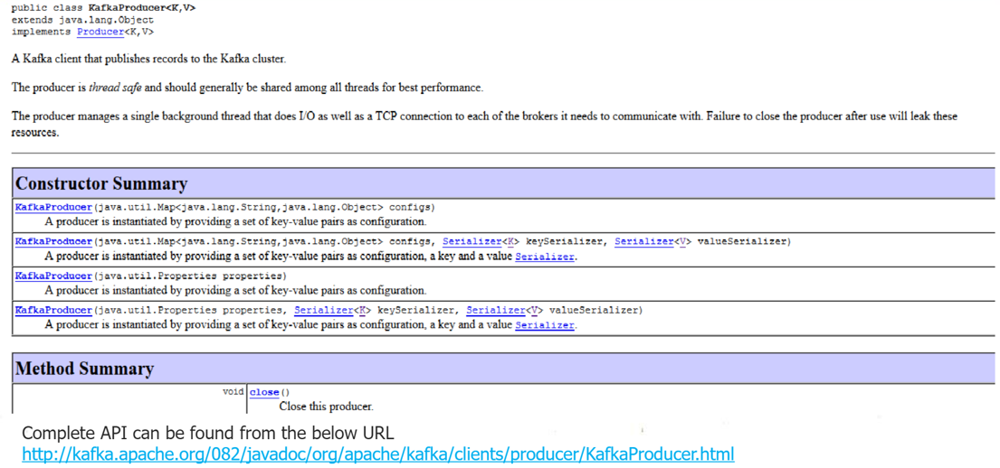 public class KafkaProducer<K,V>
extends java.lang.Object
implements Producer<K,V>
A Kafka client that publishes records to the Kafka cluster.
The producer is thread safe and should generally be shared among all threads for best performance.
The producer manages a single background thread that does I/O as well as a TCP connection to each of the brokers it needs to communicate with. Failure to close the producer after use will leak these
resources.
Constructor Summary
KafkaProducer(java.util.Map<java.lang.String,java.lang.Object> configs)
A producer is instantiated by providing a set of key-value pairs as configuration.
KafkaProducer(java.util.Map<java.lang.String,java.lang.Object> configs, Serializer<K> keySerializer, Serializer<V> valueSerializer)
A producer is instantiated by providing a set of key-value pairs as configuration, a key and a value Serializer.
KafkaProducer(java.util.Properties properties)
A producer is instantiated by providing a set of key-value pairs as configuration.
KafkaProducer(java.util.Properties properties, Serializer<K> keySerializer, Serializer<V> valueSerializer)
A producer is instantiated by providing a set of key-value pairs as configuration, a key and a value Serializer.
Method Summary
void close()
Close this producer.
Complete API can be found from the below URL
http://kafka.apache.org/082/javadoc/org/apache/kafka/clients/producer/KafkaProducer.html